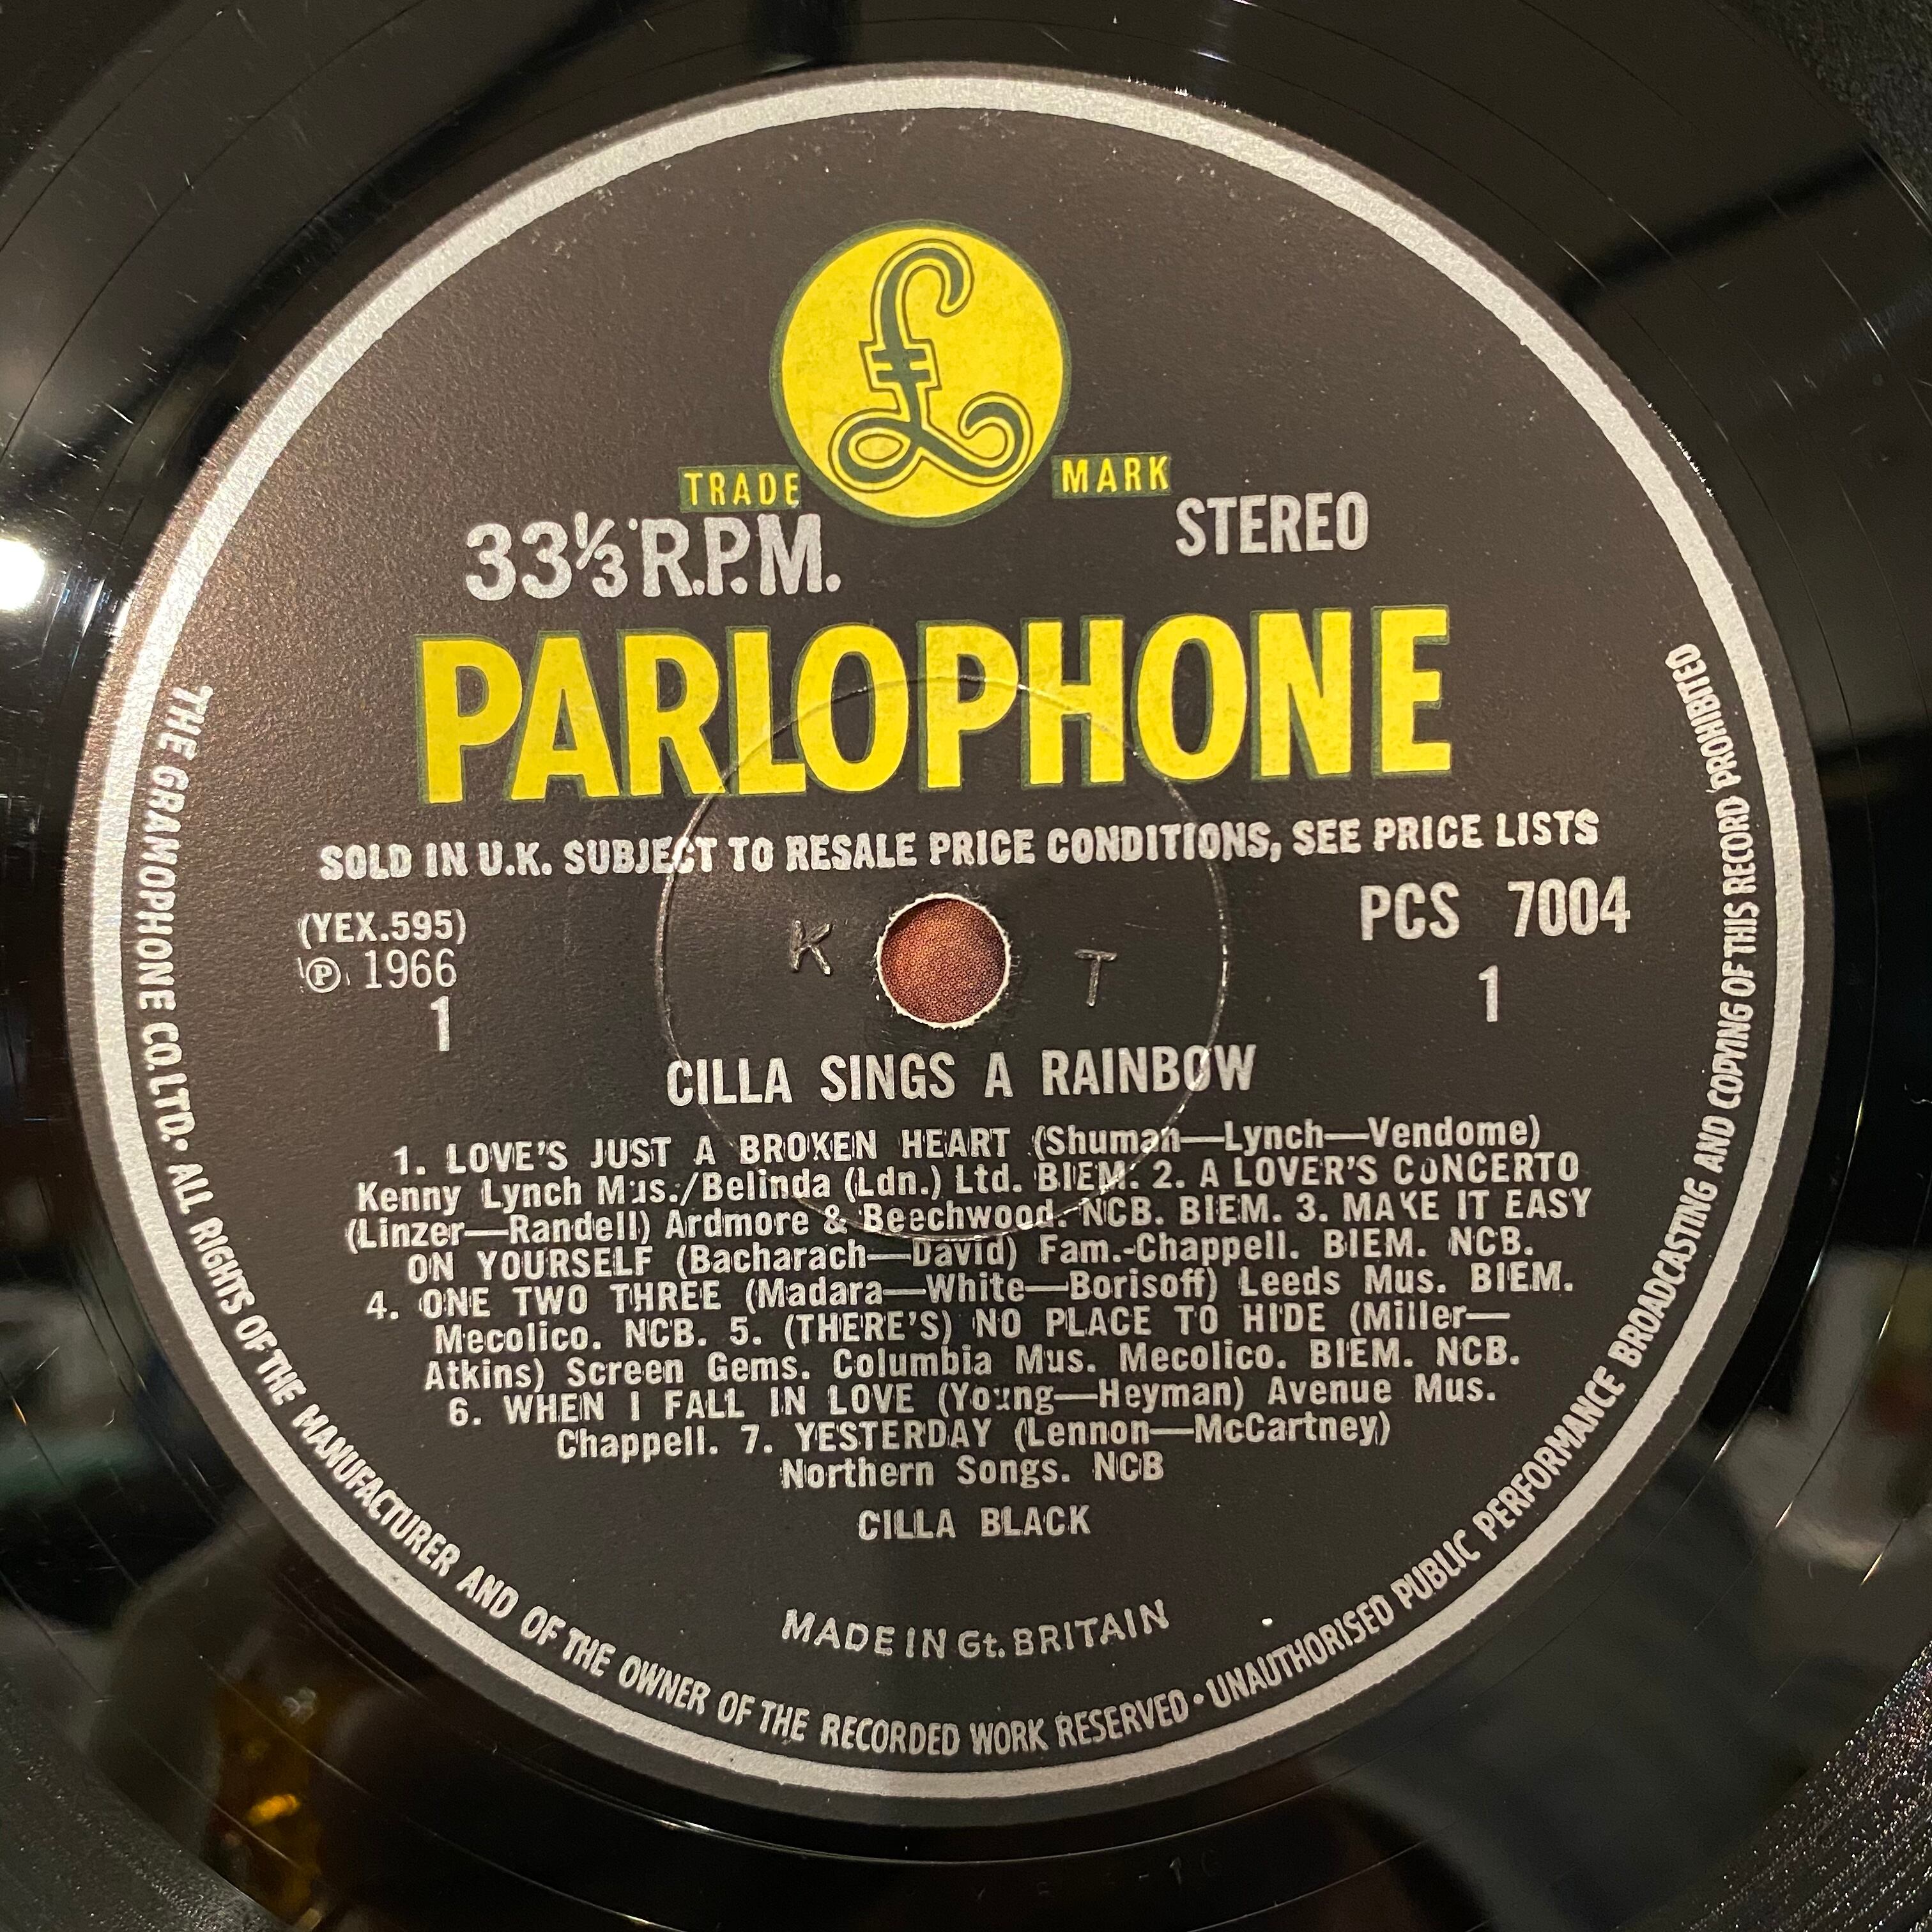 £
TRADE MARK
33⅓ R.P.M. STEREO
PARLOPHONE
SOLD IN U.K. SUBJECT TO RESALE PRICE CONDITIONS, SEE PRICE LISTS
(YEX.595) PCS 7004
Ⓟ 1966
1 1
K T
CILLA SINGS A RAINBOW
1. LOVE'S JUST A BROKEN HEART (Shuman—Lynch—Vendome)
Kenny Lynch Mus./Belinda (Ldn.) Ltd. BIEM. 2. A LOVER'S CONCERTO
(Linzer—Randell) Ardmore & Beechwood. NCB. BIEM. 3. MAKE IT EASY
ON YOURSELF (Bacharach—David) Fam.-Chappell. BIEM. NCB.
4. ONE TWO THREE (Madara—White—Borisoff) Leeds Mus. BIEM.
Mecolico. NCB. 5. (THERE'S) NO PLACE TO HIDE (Miller—
Atkins) Screen Gems. Columbia Mus. Mecolico. BIEM. NCB.
6. WHEN I FALL IN LOVE (Young—Heyman) Avenue Mus.
Chappell. 7. YESTERDAY (Lennon—McCartney)
Northern Songs. NCB
CILLA BLACK
MADE IN Gt. BRITAIN
THE GRAMOPHONE CO. LTD. · ALL RIGHTS OF THE MANUFACTURER AND OF THE OWNER OF THE RECORDED WORK RESERVED · UNAUTHORISED PUBLIC PERFORMANCE BROADCASTING AND COPYING OF THIS RECORD PROHIBITED